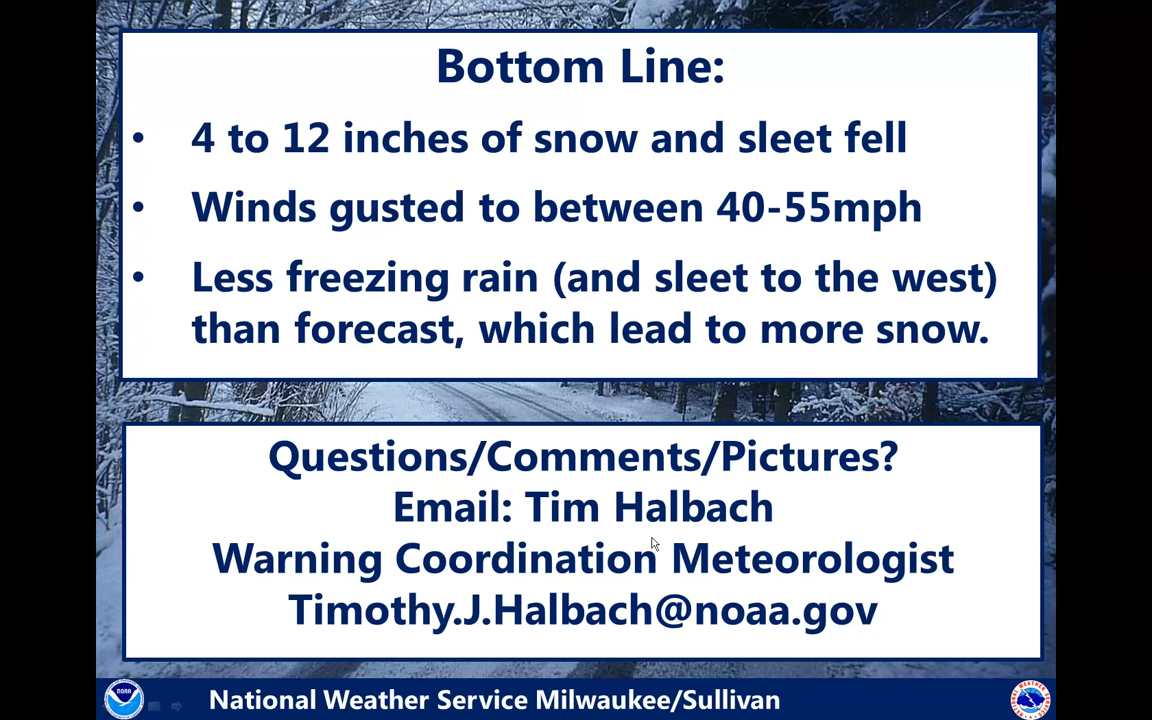 Bottom Line:
• 4 to 12 inches of snow and sleet fell
• Winds gusted to between 40-55mph
• Less freezing rain (and sleet to the west)
than forecast, which lead to more snow.
Questions/Comments/Pictures?
Email: Tim Halbach
Warning Coordination Meteorologist
Timothy.J.Halbach@noaa.gov
NOAA
National Weather Service Milwaukee/Sullivan